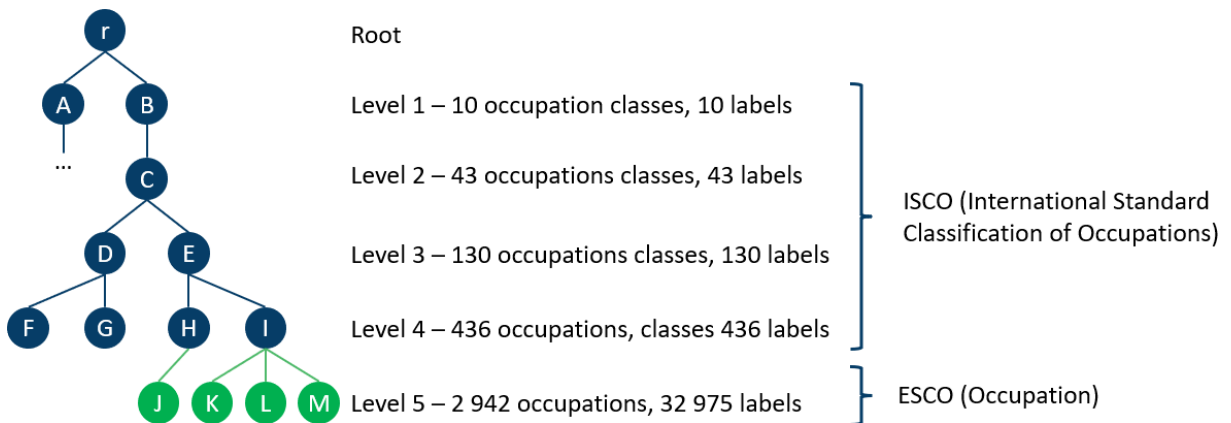 r
Root
A
B
Level 1 – 10 occupation classes, 10 labels
...
C
Level 2 – 43 occupations classes, 43 labels
ISCO (International Standard
Classification of Occupations)
D
E
Level 3 – 130 occupations classes, 130 labels
F
G
H
I
Level 4 – 436 occupations, classes 436 labels
J
K
L
M
Level 5 – 2 942 occupations, 32 975 labels
ESCO (Occupation)